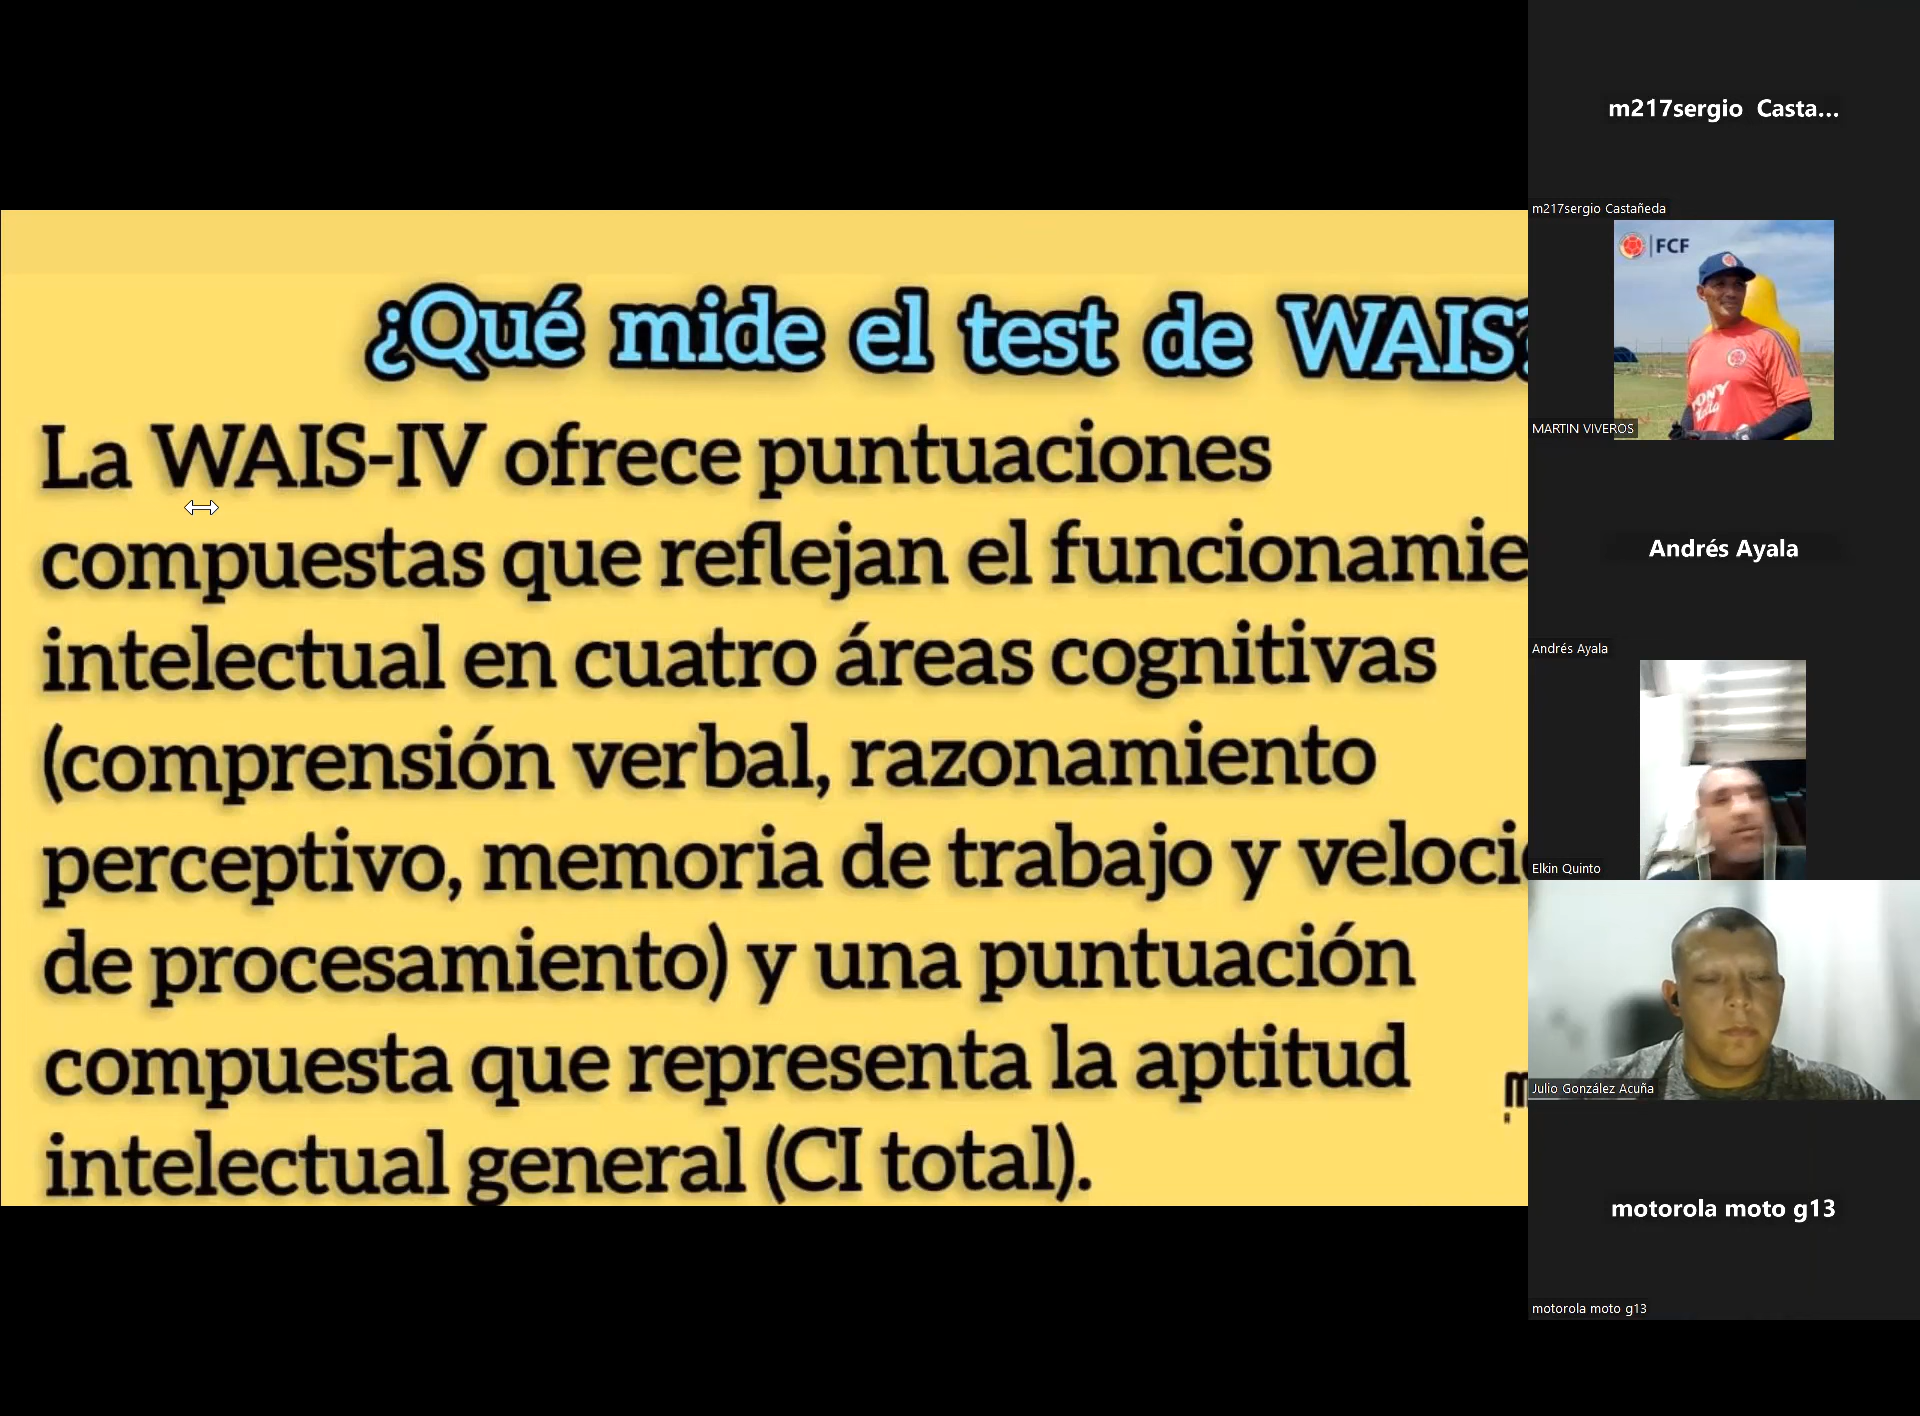 ¿Qué mide el test de WAIS?
La WAIS-IV ofrece puntuaciones
compuestas que reflejan el funcionamie
intelectual en cuatro áreas cognitivas
(comprensión verbal, razonamiento
perceptivo, memoria de trabajo y veloci
de procesamiento) y una puntuación
compuesta que representa la aptitud
intelectual general (CI total).
m217sergio Casta...
m217sergio Castañeda
FCF
MARTIN VIVEROS
Andrés Ayala
Andrés Ayala
Elkin Quinto
Julio González Acuña
motorola moto g13
motorola moto g13